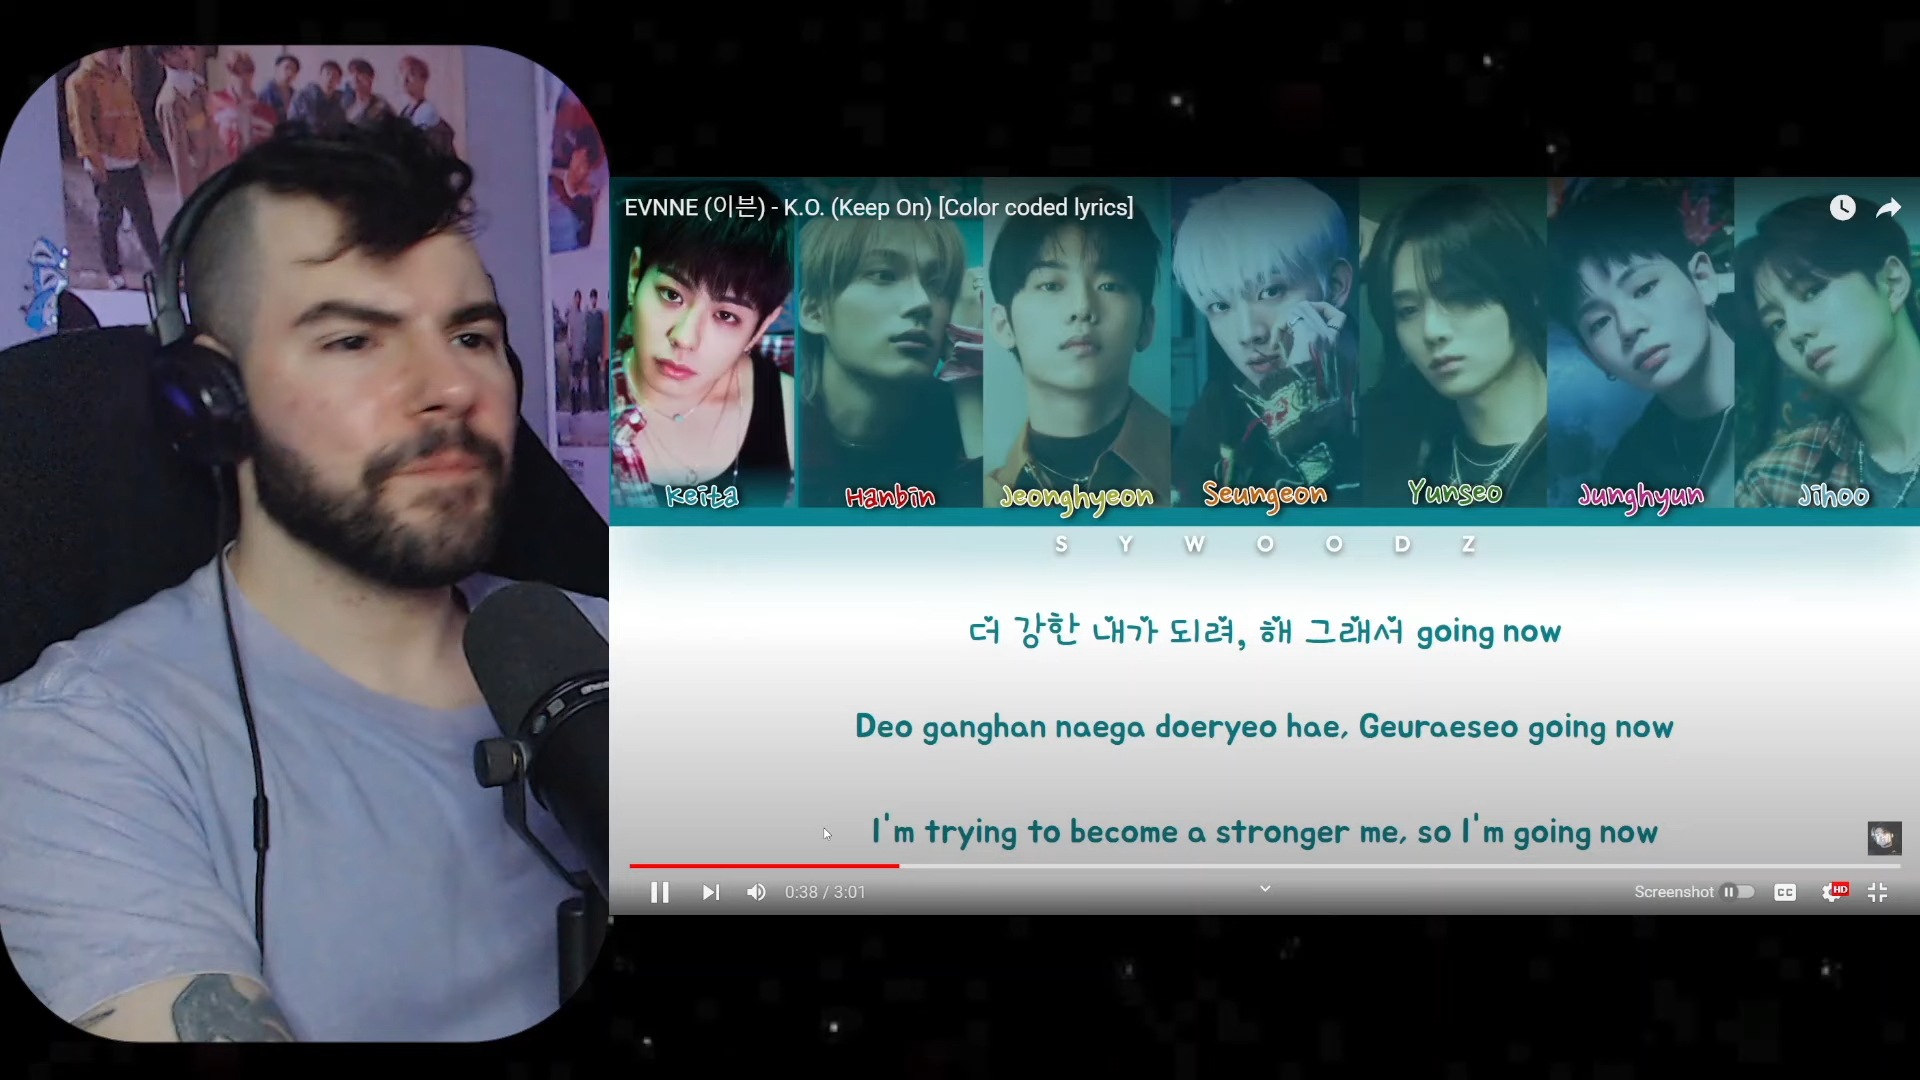 EVNNE (이븐) - K.O. (Keep On) [Color coded lyrics]
Keita Hanbin Jeonghyeon Seungeon Yunseo Junghyun Jihoo
S Y W O O D Z
더 강한 내가 되려, 해 그래서 going now
Deo ganghan naega doeryeo hae, Geuraeseo going now
I'm trying to become a stronger me, so I'm going now
0:38 / 3:01
Screenshot
CC
HD